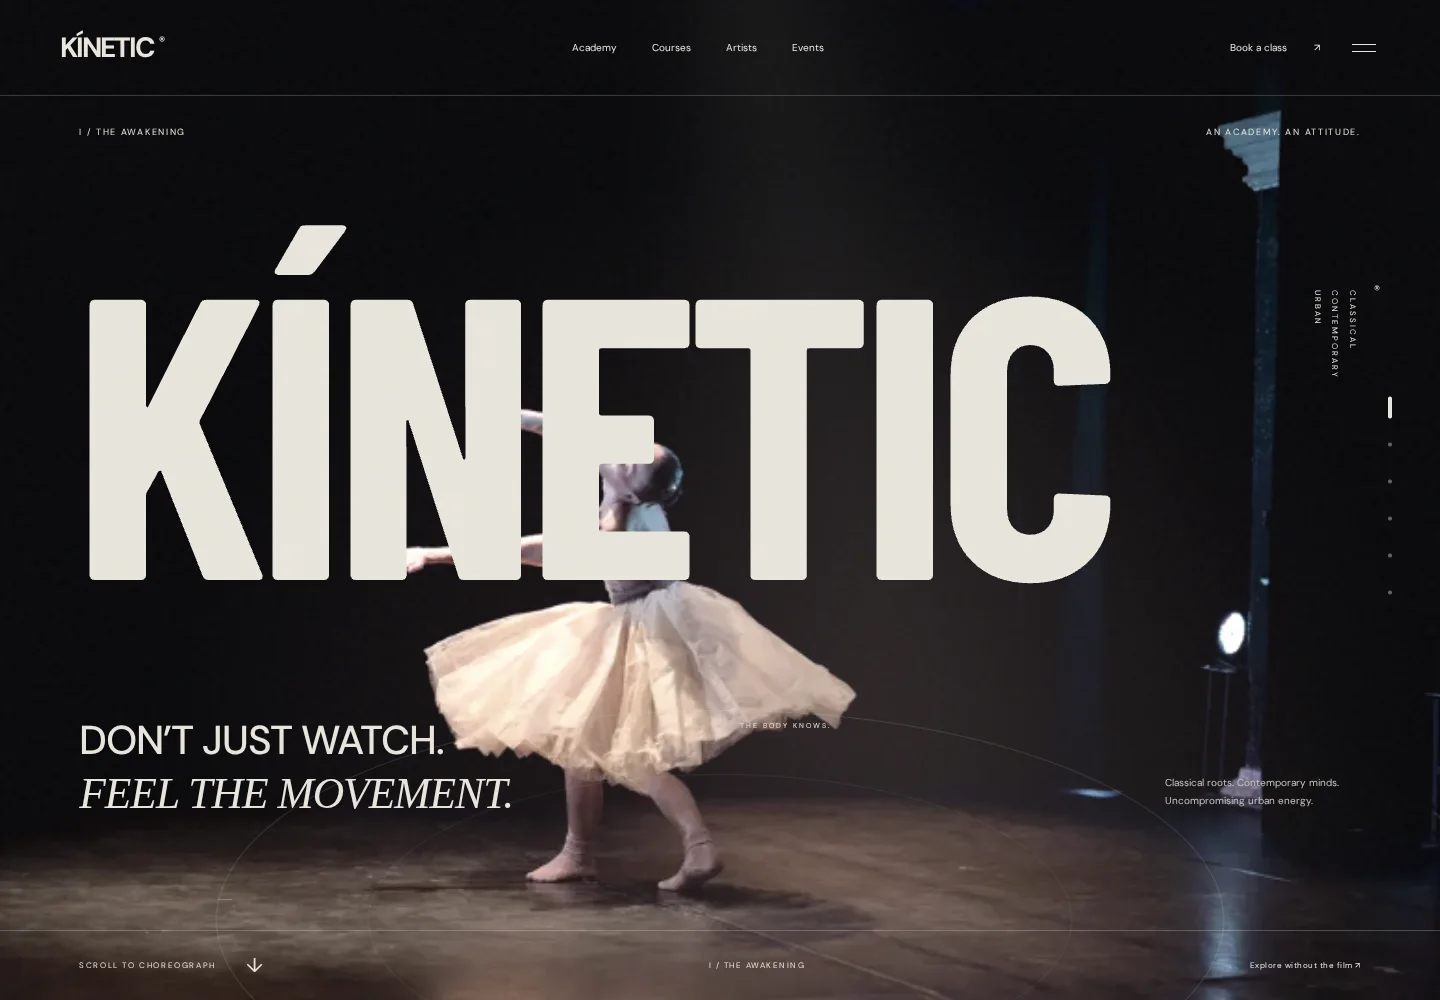 KÍNETIC ®
Academy
Courses
Artists
Events
Book a class ↗
I / THE AWAKENING
AN ACADEMY. AN ATTITUDE.
KÍNETIC
®
CLASSICAL
CONTEMPORARY
URBAN
DON’T JUST WATCH.
FEEL THE MOVEMENT.
THE BODY KNOWS.
Classical roots. Contemporary minds.
Uncompromising urban energy.
SCROLL TO CHOREOGRAPH ↓
I / THE AWAKENING
Explore without the film ↗